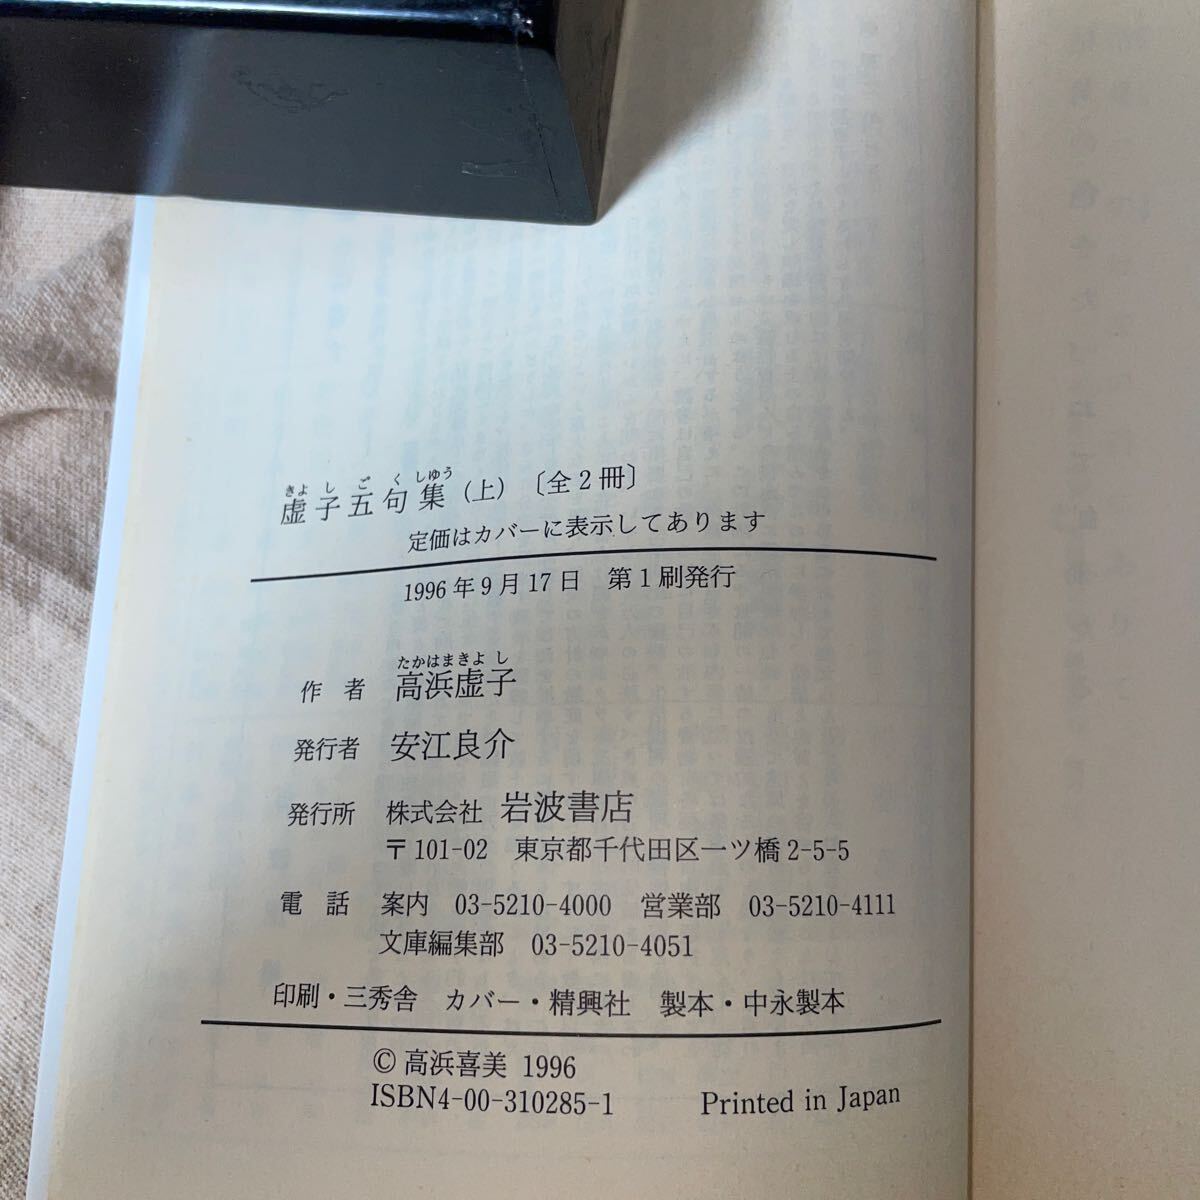 きよしごくしゆう
虚子五句集(上)〔全2冊〕
定価はカバーに表示してあります
1996年9月17日 第1刷発行
たかはまきよし
作者 高浜虚子
発行者 安江良介
発行所 株式会社 岩波書店
〒101-02 東京都千代田区一ツ橋2-5-5
電話 案内 03-5210-4000 営業部 03-5210-4111
文庫編集部 03-5210-4051
印刷・三秀舎 カバー・精興社 製本・中永製本
© 高浜喜美 1996
ISBN4-00-310285-1 Printed in Japan